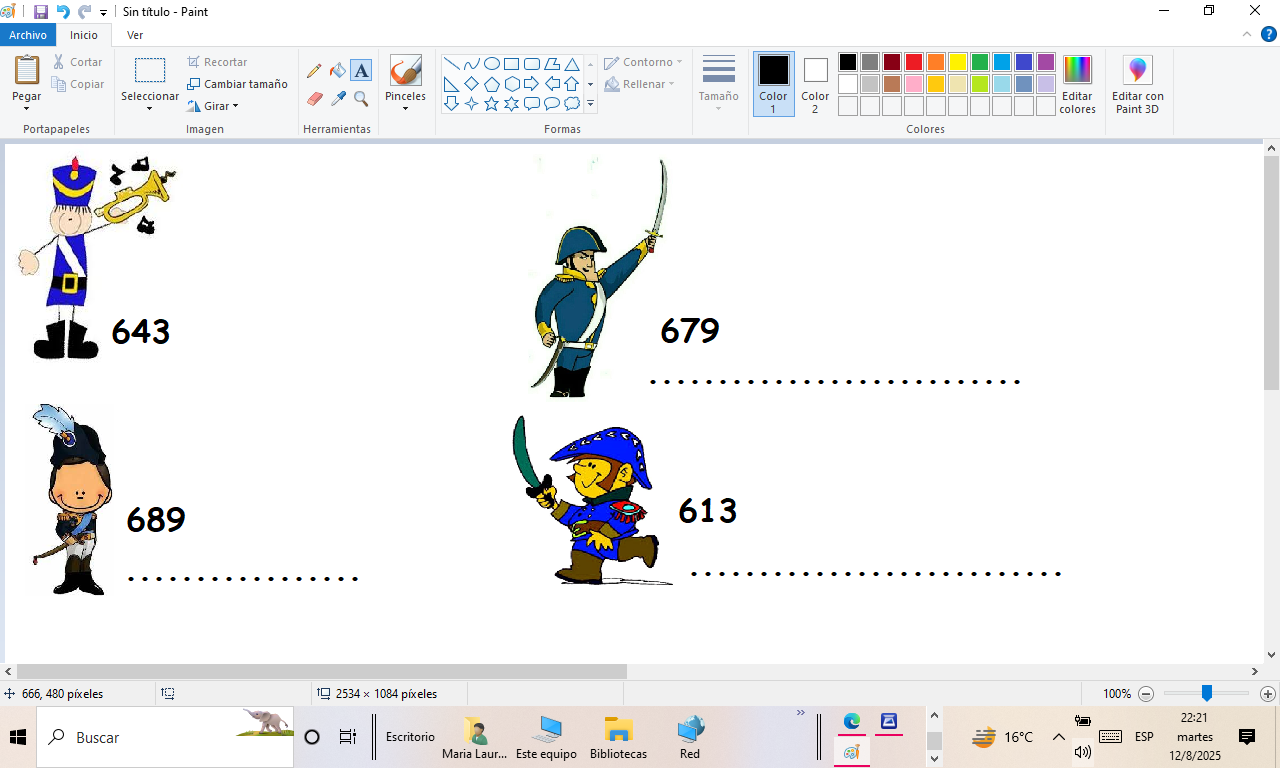 Sin título - Paint
Archivo Inicio Ver
Pegar
Cortar
Copiar
Portapapeles
Seleccionar
Recortar
Cambiar tamaño
Girar
Imagen
A
Herramientas
Pinceles
Contorno
Rellenar
Formas
Tamaño
Color 1
Color 2
Editar colores
Colores
Editar con Paint 3D
643
679
...........................
689
.................
613
...........................
666, 480 píxeles
2534 × 1084 píxeles
100%
Buscar
Escritorio
Maria Laur...
Este equipo
Bibliotecas
Red
16°C
ESP
22:21
martes
12/8/2025